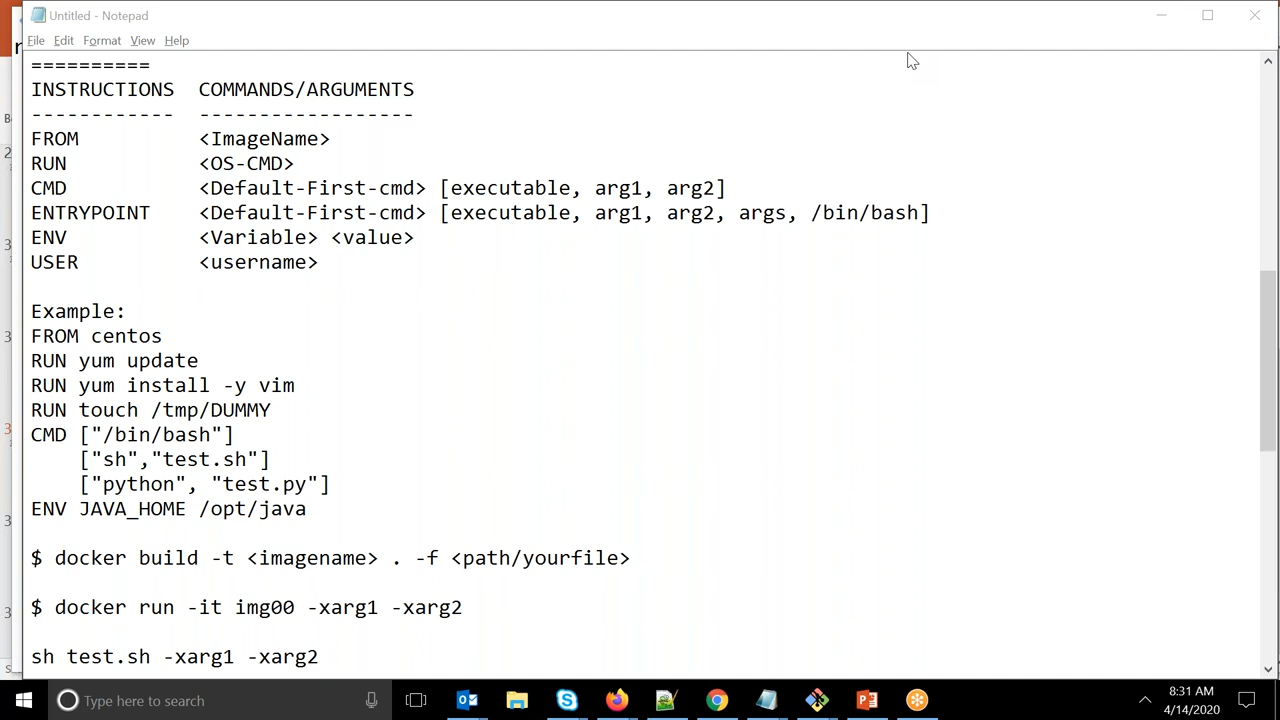 Untitled - Notepad
File Edit Format View Help
==========
INSTRUCTIONS COMMANDS/ARGUMENTS
------------ ------------------
FROM <ImageName>
RUN <OS-CMD>
CMD <Default-First-cmd> [executable, arg1, arg2]
ENTRYPOINT <Default-First-cmd> [executable, arg1, arg2, args, /bin/bash]
ENV <Variable> <value>
USER <username>
Example:
FROM centos
RUN yum update
RUN yum install -y vim
RUN touch /tmp/DUMMY
CMD ["/bin/bash"]
["sh","test.sh"]
["python", "test.py"]
ENV JAVA_HOME /opt/java
$ docker build -t <imagename> . -f <path/yourfile>
$ docker run -it img00 -xarg1 -xarg2
sh test.sh -xarg1 -xarg2
Type here to search
8:31 AM
4/14/2020